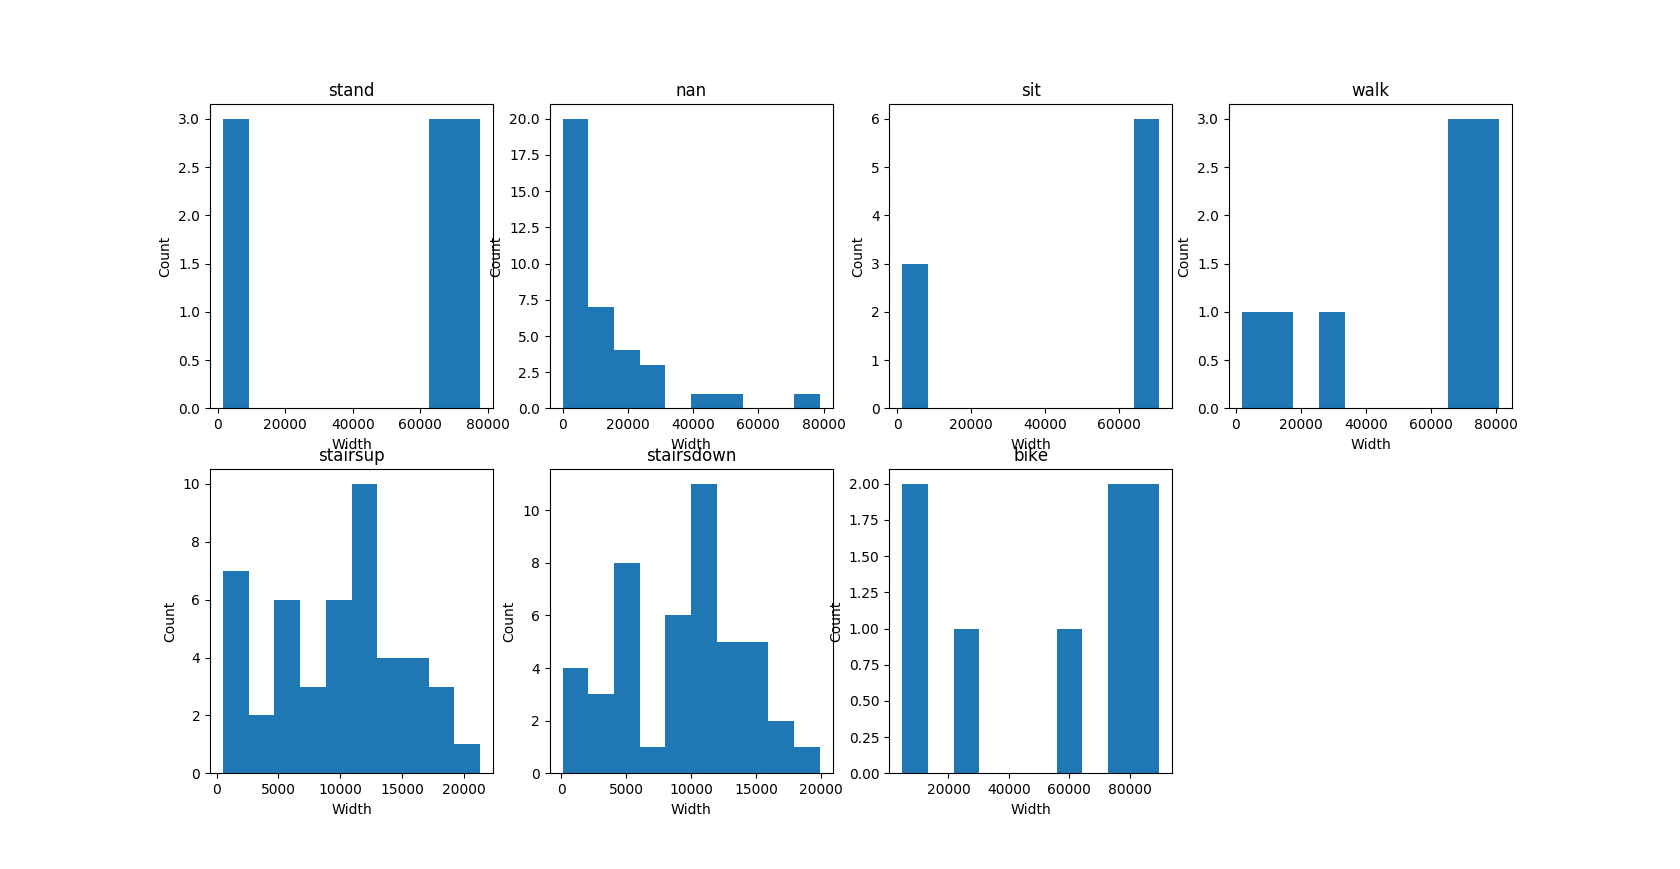 stand
3.0
2.5
2.0
1.5
1.0
0.5
0.0
Count
0 20000 40000 60000 80000
Width
nan
20.0
17.5
15.0
12.5
10.0
7.5
5.0
2.5
0.0
Count
0 20000 40000 60000 80000
Width
sit
6
5
4
3
2
1
0
Count
0 20000 40000 60000
Width
walk
3.0
2.5
2.0
1.5
1.0
0.5
0.0
Count
0 20000 40000 60000 80000
Width
stairsup
10
8
6
4
2
0
Count
0 5000 10000 15000 20000
Width
stairsdown
10
8
6
4
2
0
Count
0 5000 10000 15000 20000
Width
bike
2.00
1.75
1.50
1.25
1.00
0.75
0.50
0.25
0.00
Count
20000 40000 60000 80000
Width